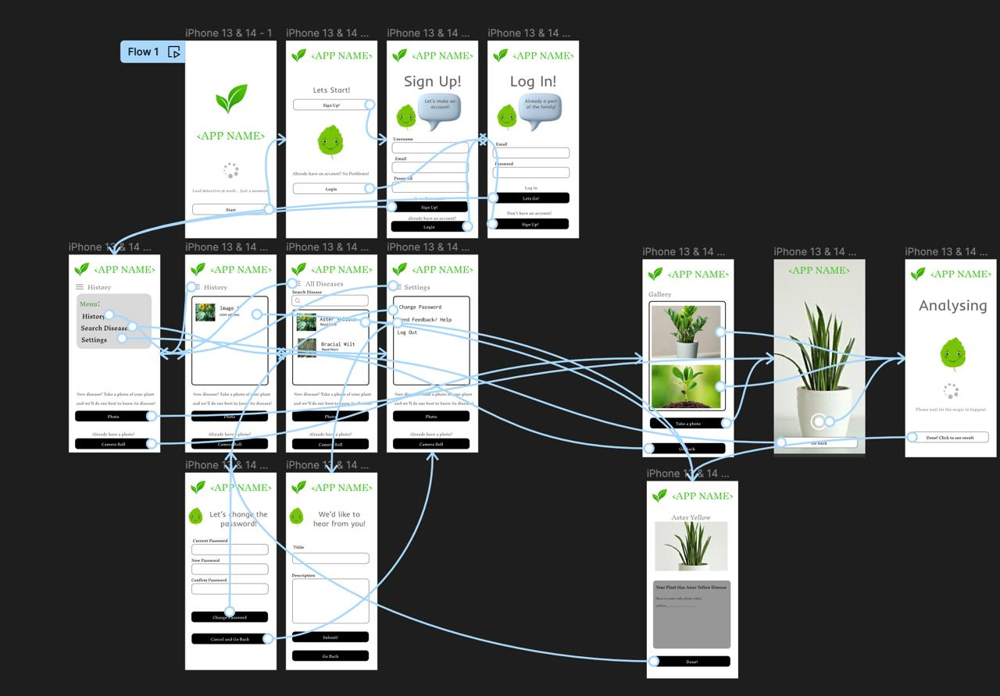 iPhone 13 & 14 - 1
iPhone 13 & 14 ...
iPhone 13 & 14 ...
iPhone 13 & 14 ...
Flow 1
<APP NAME>
Leaf detective at work... Just a moment
Start
<APP NAME>
Lets Start!
Sign Up!
Already have an account? No Problems!
Login
<APP NAME>
Sign Up!
Let's make an
account!
Username
Email
Password
Sign Up!
already have an account?
Login
<APP NAME>
Log In!
Already a part
of the family!
Email
Password
Log In
Lets Go!
Don't have an account!
Sign Up!
iPhone 13 & 14 ...
<APP NAME>
History
Menu:
History
Search Disease
Settings
New disease? Take a photo of your plant
and we'll do our best to know its disease!
Photo
Already have a photo!
Camera Roll
iPhone 13 & 14 ...
<APP NAME>
History
Image 1
aster yellows
New disease? Take a photo of your plant
and we'll do our best to know its disease!
Photo
Already have a photo!
Camera Roll
iPhone 13 & 14 ...
<APP NAME>
All Diseases
Search Disease
Aster Yellows
Read More
Bracial Wilt
Read More
New disease? Take a photo of your plant
and we'll do our best to know its disease!
Photo
Already have a photo!
Camera Roll
iPhone 13 & 14 ...
<APP NAME>
Settings
Change Password
Send Feedback/ Help
Log Out
New disease? Take a photo of your plant
and we'll do our best to know its disease!
Photo
Already have a photo!
Camera Roll
iPhone 13 & 14 ...
<APP NAME>
Gallery
Take a photo
Go Back
iPhone 13 & 14 ...
<APP NAME>
Go Back
iPhone 13 & 14 ...
<APP NAME>
Analysing
Please wait for the magic to happen!
Done! Click to see result
iPhone 13 & 14 ...
<APP NAME>
Let's change the
password!
Current Password
New Password
Confirm Password
Change Password
Cancel and Go Back
iPhone 13 & 14 ...
<APP NAME>
We'd like to
hear from you!
Titile
Description
Submit!
Go Back
iPhone 13 & 14 ...
<APP NAME>
Aster Yellow
Your Plant Has Aster Yellow Disease
Here is some info about Aster
yellow
Done!